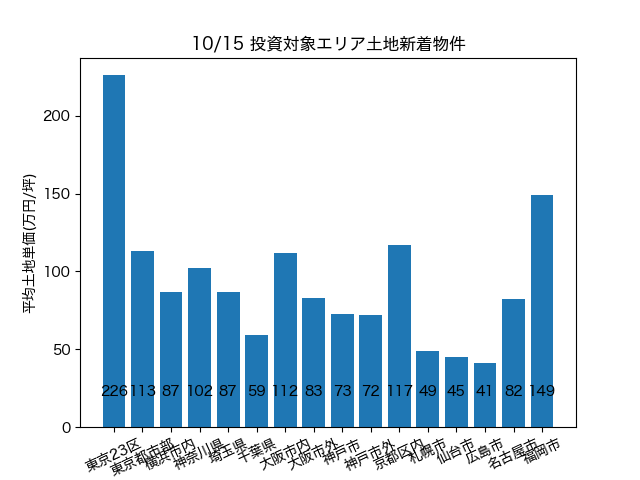 10/15 投資対象エリア土地新着物件
平均土地単価(万円/坪)
200
150
100
50
0
226 113 87 102 87 59 112 83 73 72 117 49 45 41 82 149
東京23区
東京都市部
横浜市内
神奈川県
埼玉県
千葉県
大阪市内
大阪市外
神戸市
神戸市外
京都区内
札幌市
仙台市
広島市
名古屋市
福岡市